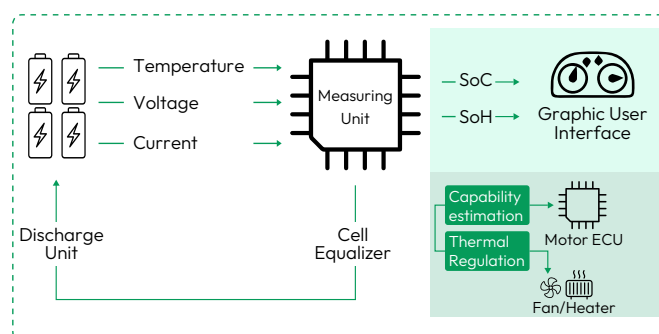 Temperature
Voltage
Current
Measuring
Unit
SoC
SoH
Graphic User
Interface
Discharge
Unit
Cell
Equalizer
Capability
estimation
Motor ECU
Thermal
Regulation
Fan/Heater